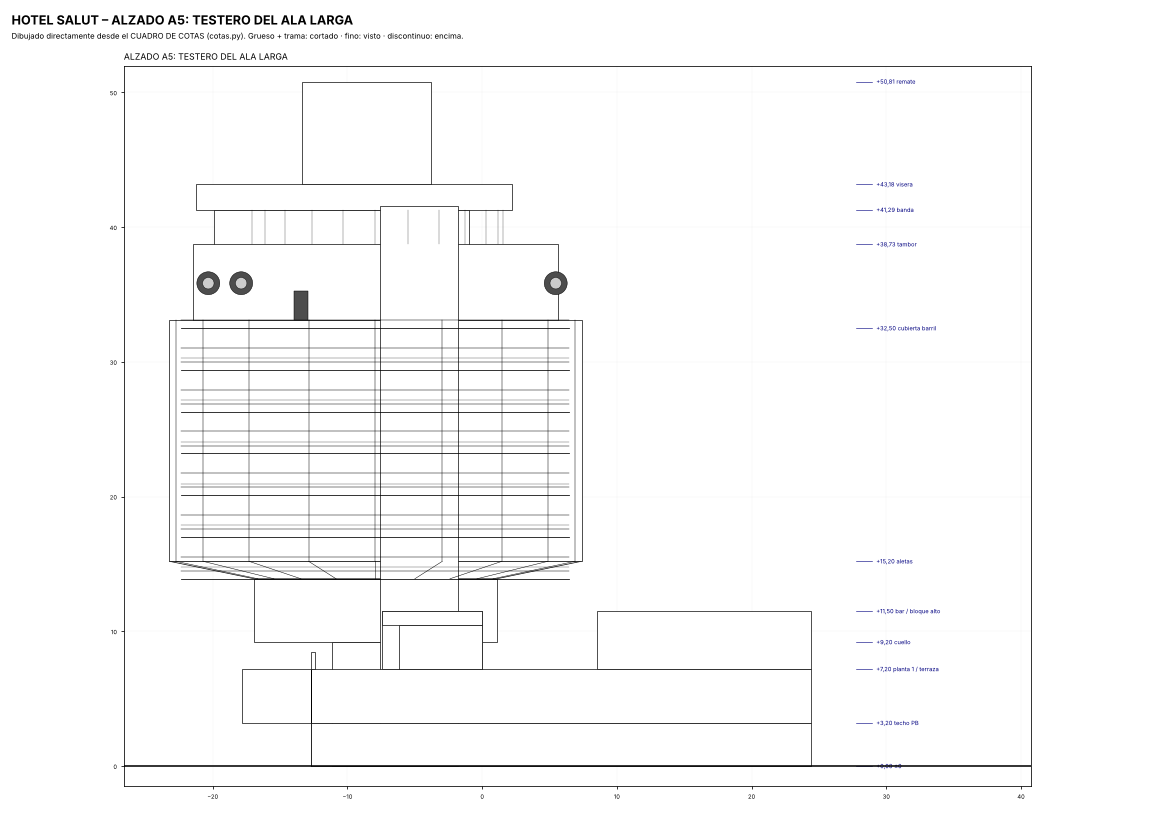 HOTEL SALUT – ALZADO A5: TESTERO DEL ALA LARGA
Dibujado directamente desde el CUADRO DE COTAS (cotas.py). Grueso + trama: cortado · fino: visto · discontinuo: encima.
ALZADO A5: TESTERO DEL ALA LARGA
+50,81 remate
50
+43,18 visera
+41,29 banda
40
+38,73 tambor
+32,50 cubierta barril
30
20
+15,20 aletas
+11,50 bar / bloque alto
10
+9,20 cuello
+7,20 planta 1 / terraza
+3,20 techo PB
0
−20 −10 0 10 20 30 40